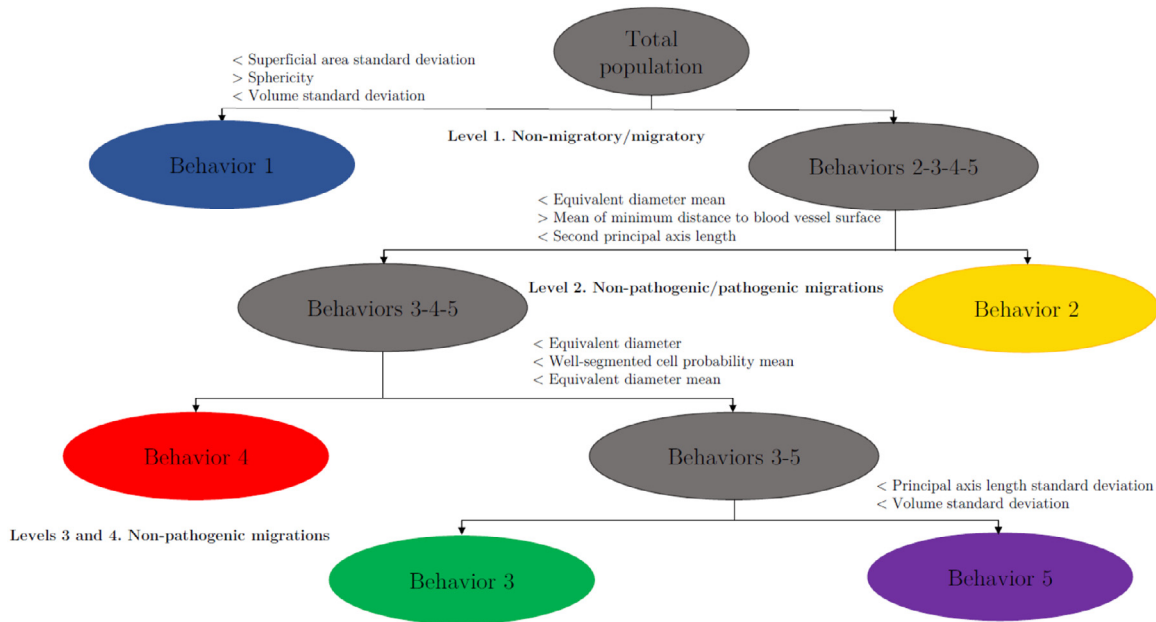 Total
population
< Superficial area standard deviation
> Sphericity
< Volume standard deviation
Level 1. Non-migratory/migratory
Behavior 1
Behaviors 2-3-4-5
< Equivalent diameter mean
> Mean of minimum distance to blood vessel surface
< Second principal axis length
Level 2. Non-pathogenic/pathogenic migrations
Behaviors 3-4-5
Behavior 2
< Equivalent diameter
< Well-segmented cell probability mean
< Equivalent diameter mean
Behavior 4
Behaviors 3-5
< Principal axis length standard deviation
< Volume standard deviation
Levels 3 and 4. Non-pathogenic migrations
Behavior 3
Behavior 5